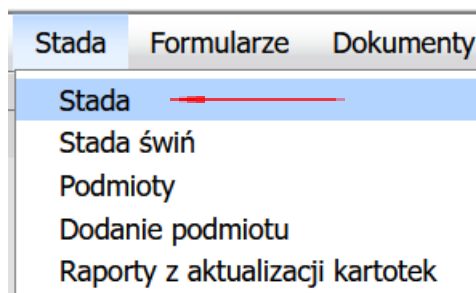 Stada Formularze Dokumenty
Stada
Stada świń
Podmioty
Dodanie podmiotu
Raporty z aktualizacji kartotek